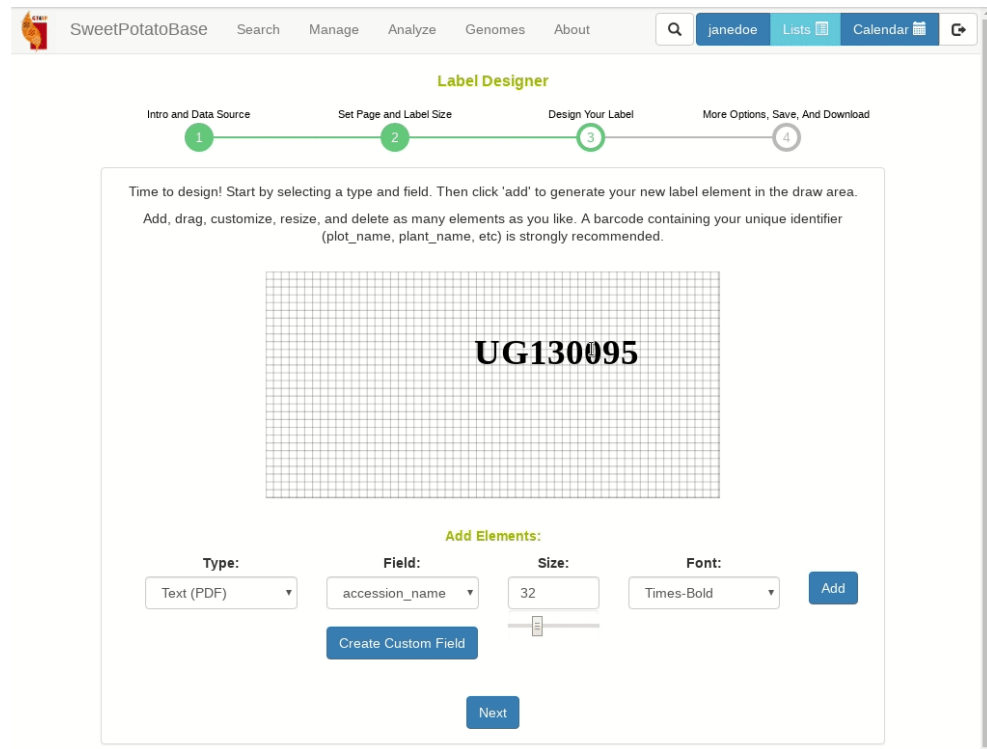 SweetPotatoBase Search Manage Analyze Genomes About janedoe Lists Calendar
Label Designer
Intro and Data Source Set Page and Label Size Design Your Label More Options, Save, And Download
1 2 3 4
Time to design! Start by selecting a type and field. Then click 'add' to generate your new label element in the draw area.
Add, drag, customize, resize, and delete as many elements as you like. A barcode containing your unique identifier
(plot_name, plant_name, etc) is strongly recommended.
UG130095
Add Elements:
Type: Field: Size: Font:
Text (PDF) accession_name 32 Times-Bold Add
Create Custom Field
Next